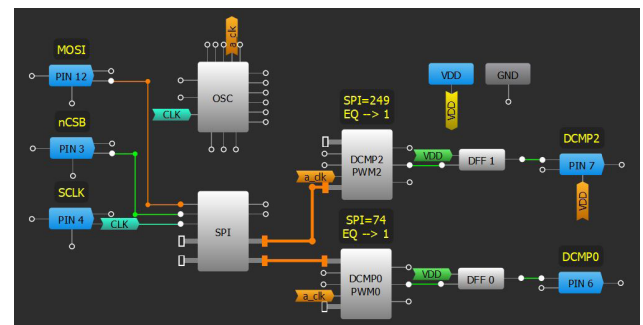 a_clk
MOSI
PIN 12
OSC
CLK
nCSB
PIN 3
SCLK
PIN 4
CLK
SPI
VDD
VDD
GND
SPI=249
EQ --> 1
DCMP2
PWM2
a_clk
VDD
DFF 1
DCMP2
PIN 7
VDD
SPI=74
EQ --> 1
DCMP0
PWM0
a_clk
VDD
DFF 0
DCMP0
PIN 6